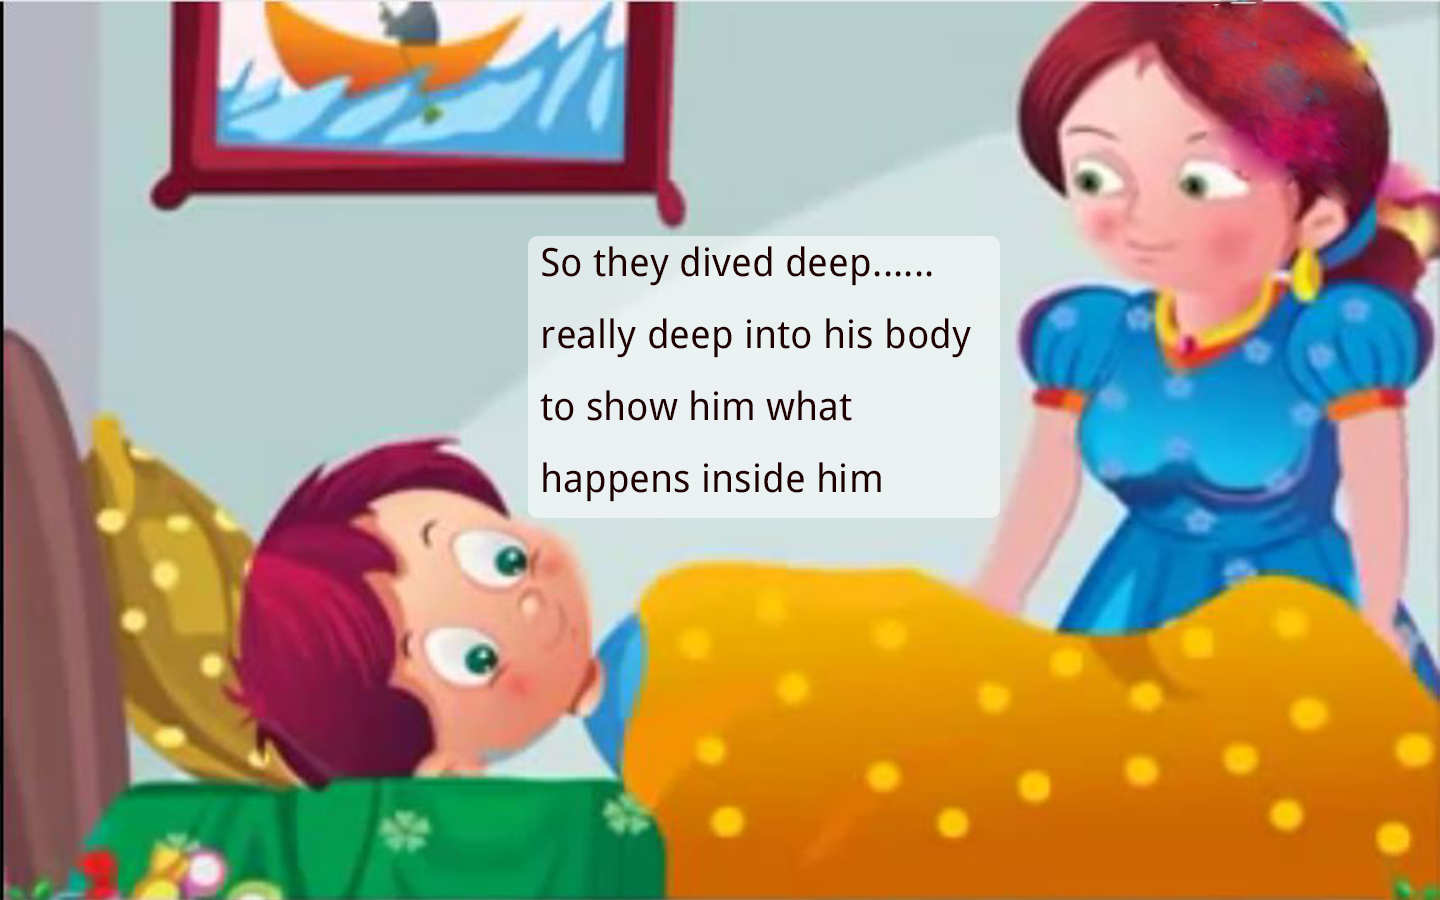 So they dived deep......
really deep into his body
to show him what
happens inside him